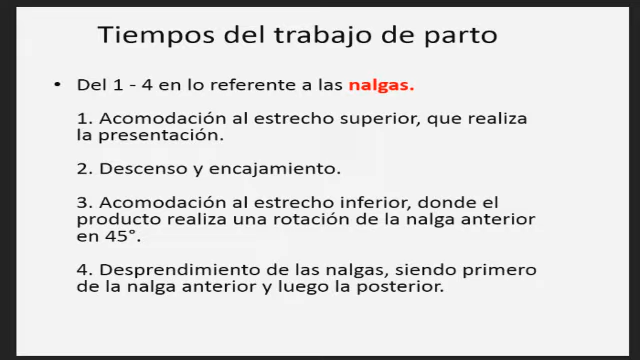 Tiempos del trabajo de parto
• Del 1 - 4 en lo referente a las nalgas.
1. Acomodación al estrecho superior, que realiza
la presentación.
2. Descenso y encajamiento.
3. Acomodación al estrecho inferior, donde el
producto realiza una rotación de la nalga anterior
en 45°.
4. Desprendimiento de las nalgas, siendo primero
de la nalga anterior y luego la posterior.